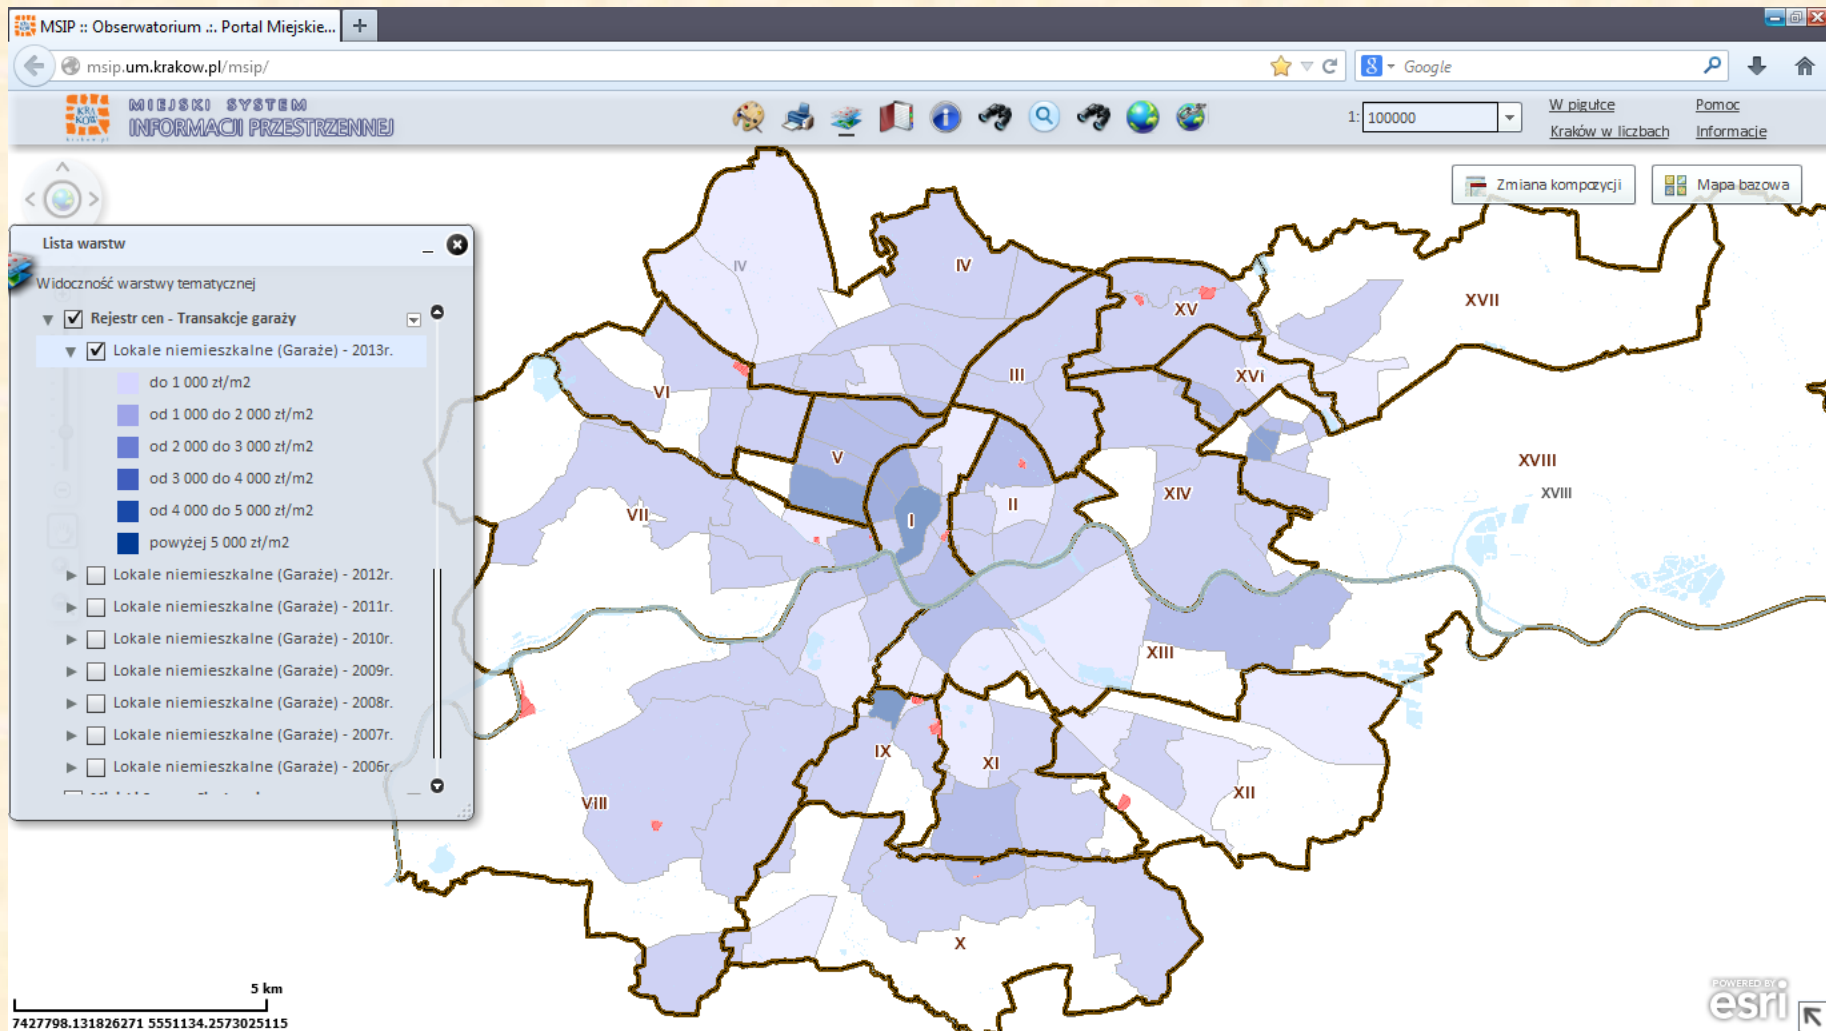 MSIP :: Obserwatorium .:. Portal Miejskie...
msip.um.krakow.pl/msip/
Google
KRA
KÓW
krakow.pl
MIEJSKI SYSTEM
INFORMACJI PRZESTRZENNEJ
1: 100000
W pigułce
Pomoc
Kraków w liczbach
Informacje
Zmiana kompozycji
Mapa bazowa
Lista warstw
Widoczność warstwy tematycznej
Rejestr cen - Transakcje garaży
Lokale niemieszkalne (Garaże) - 2013r.
do 1 000 zł/m2
od 1 000 do 2 000 zł/m2
od 2 000 do 3 000 zł/m2
od 3 000 do 4 000 zł/m2
od 4 000 do 5 000 zł/m2
powyżej 5 000 zł/m2
Lokale niemieszkalne (Garaże) - 2012r.
Lokale niemieszkalne (Garaże) - 2011r.
Lokale niemieszkalne (Garaże) - 2010r.
Lokale niemieszkalne (Garaże) - 2009r.
Lokale niemieszkalne (Garaże) - 2008r.
Lokale niemieszkalne (Garaże) - 2007r.
Lokale niemieszkalne (Garaże) - 2006r.
IV
IV
XV
XVII
III
XVI
VI
V
XVIII
XVIII
XIV
II
I
VII
XIII
IX
XI
XII
VIII
X
5 km
7427798.131826271 5551134.2573025115
POWERED BY
esri